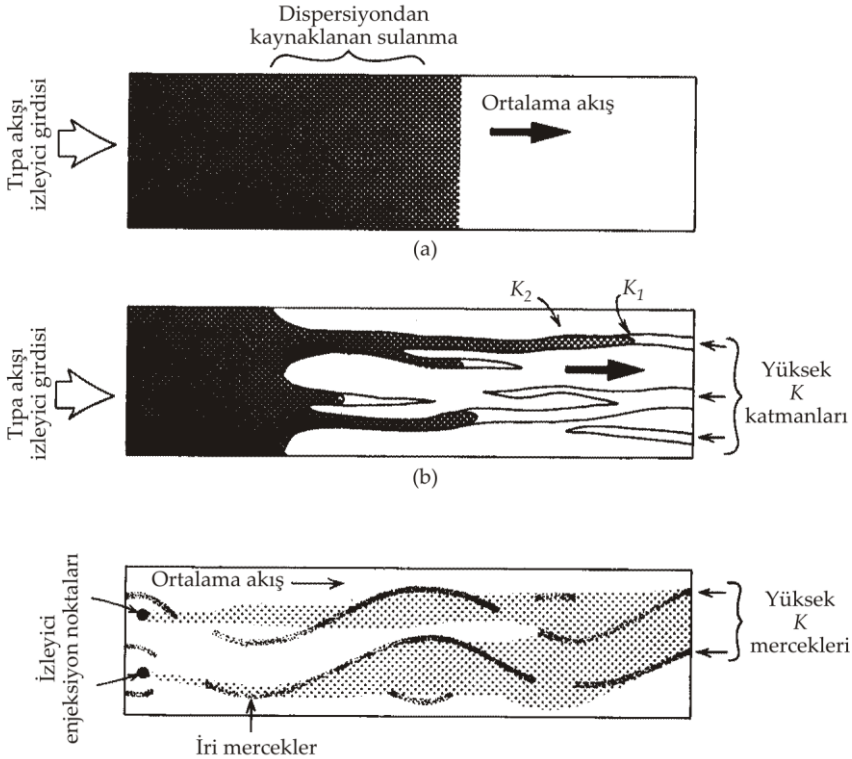 Dispersiyondan
kaynaklanan sulanma
Tıpa akışı
izleyici girdisi
Ortalama akış
(a)
K2
K1
Tıpa akışı
izleyici girdisi
Yüksek
K
katmanları
(b)
İzleyici
enjeksiyon noktaları
Ortalama akış
Yüksek
K
mercekleri
İri mercekler